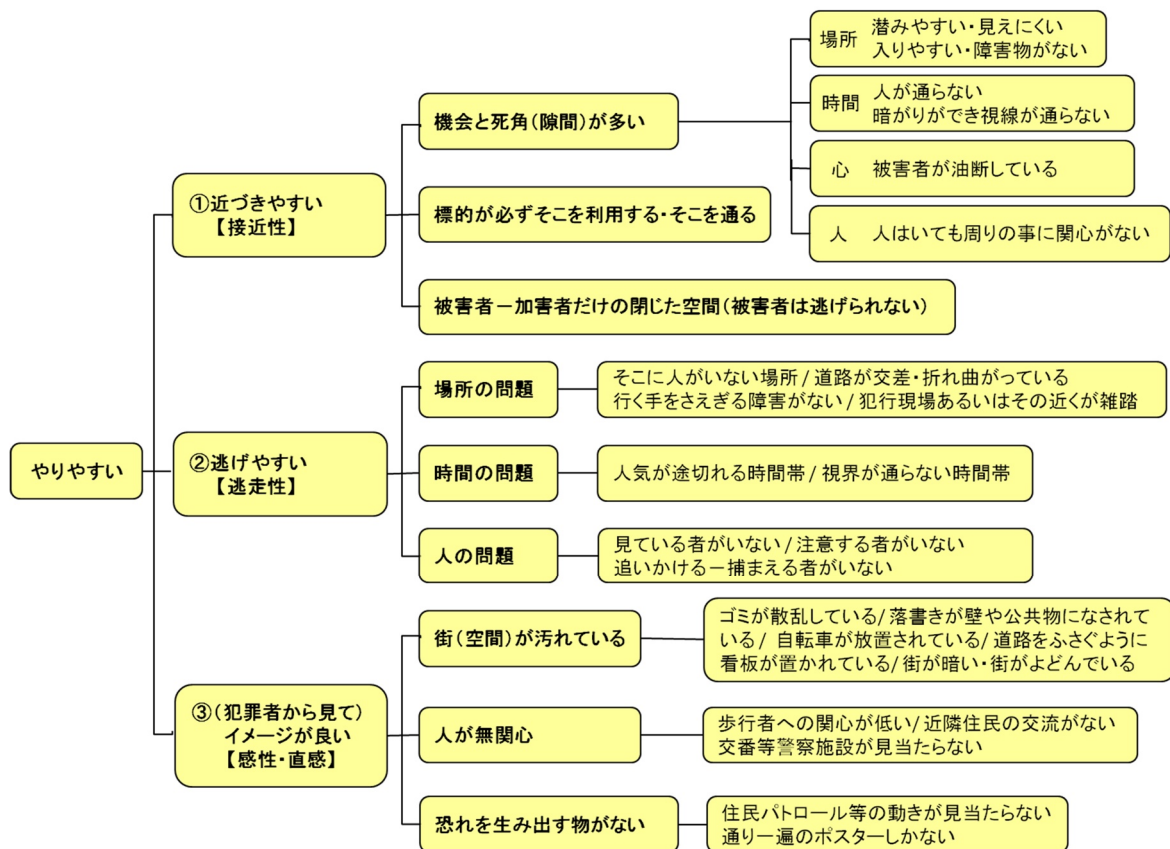 やりやすい
①近づきやすい
【接近性】
機会と死角(隙間)が多い
場所 潜みやすい・見えにくい
入りやすい・障害物がない
時間 人が通らない
暗がりができ視線が通らない
心 被害者が油断している
人 人はいても周りの事に関心がない
標的が必ずそこを利用する・そこを通る
被害者-加害者だけの閉じた空間(被害者は逃げられない)
②逃げやすい
【逃走性】
場所の問題
そこに人がいない場所/道路が交差・折れ曲がっている
行く手をさえぎる障害がない/犯行現場あるいはその近くが雑踏
時間の問題
人気が途切れる時間帯/視界が通らない時間帯
人の問題
見ている者がいない/注意する者がいない
追いかける-捕まえる者がいない
③(犯罪者から見て)
イメージが良い
【感性・直感】
街(空間)が汚れている
ゴミが散乱している/落書きが壁や公共物になされて
いる/ 自転車が放置されている/道路をふさぐように
看板が置かれている/街が暗い・街がよどんでいる
人が無関心
歩行者への関心が低い/近隣住民の交流がない
交番等警察施設が見当たらない
恐れを生み出す物がない
住民パトロール等の動きが見当たらない
通り一遍のポスターしかない